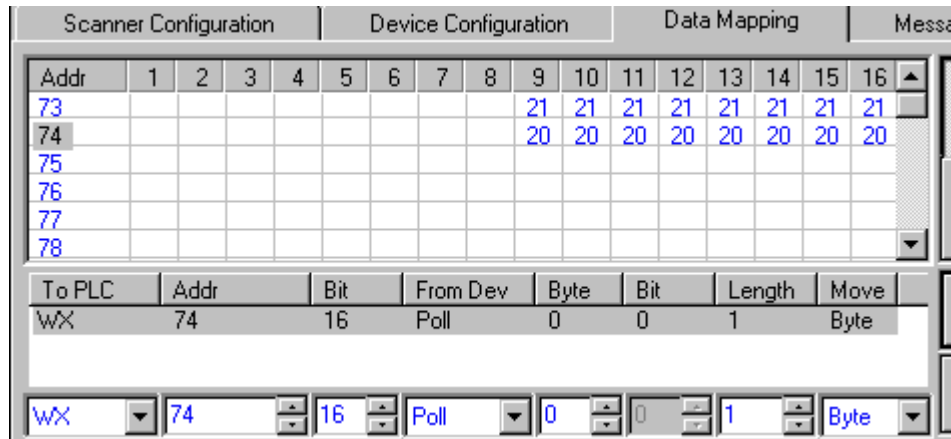 Scanner Configuration Device Configuration Data Mapping
Addr 1 2 3 4 5 6 7 8 9 10 11 12 13 14 15 16
73 21 21 21 21 21 21 21 21
74 20 20 20 20 20 20 20 20
75
76
77
78
To PLC Addr Bit From Dev Byte Bit Length Move
WX 74 16 Poll 0 0 1 Byte
WX 74 16 Poll 0 0 1 Byte